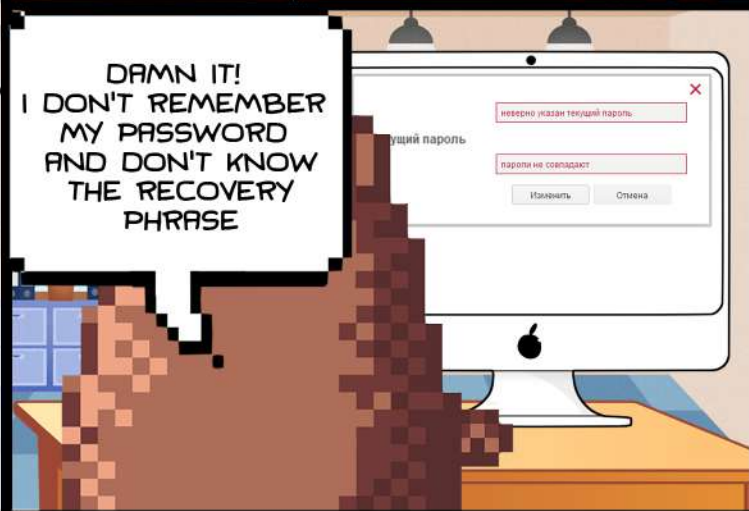 DAMN IT!
I DON'T REMEMBER
MY PASSWORD
AND DON'T KNOW
THE RECOVERY
PHRASE
неверно указан текущий пароль
ущий пароль
пароли не совпадают
Изменить Отмена